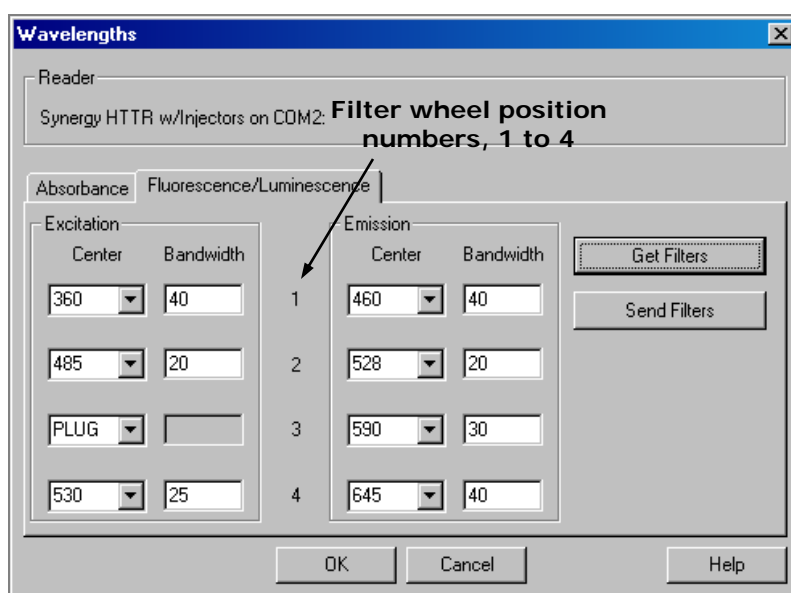 Wavelengths
Reader
Synergy HTTR w/Injectors on COM2:
Filter wheel position
numbers, 1 to 4
Absorbance Fluorescence/Luminescence
Excitation Emission
Center Bandwidth Center Bandwidth Get Filters
360 40 1 460 40
Send Filters
485 20 2 528 20
PLUG 3 590 30
530 25 4 645 40
OK Cancel Help